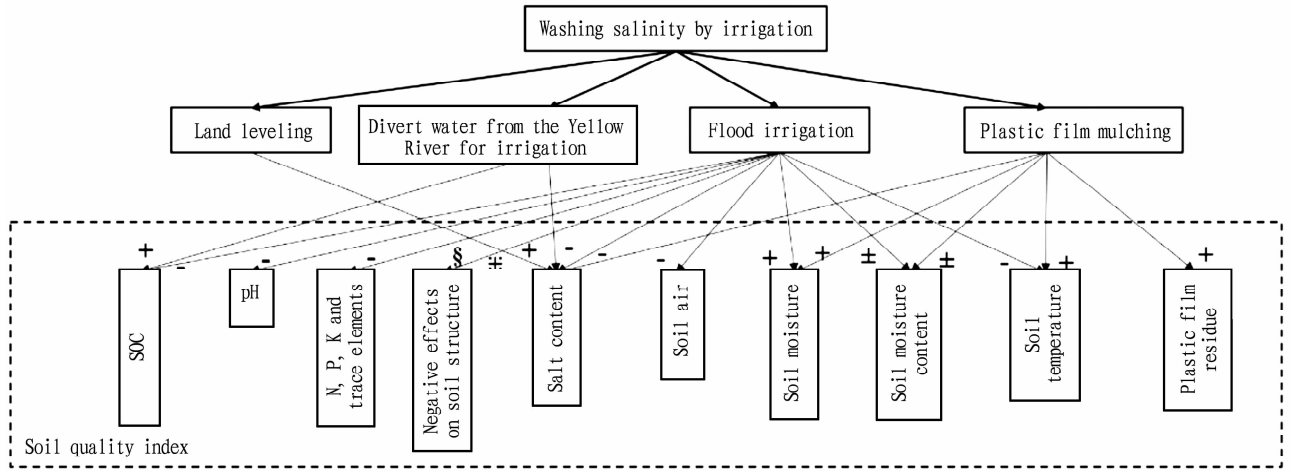 Washing salinity by irrigation
Land leveling
Divert water from the Yellow
River for irrigation
Flood irrigation
Plastic film mulching
+
-
-
-
§
⩲
+
-
-
-
+
+
±
±
-
+
+
SOC
pH
N, P, K and
trace elements
Negative effects
on soil structure
Salt content
Soil air
Soil moisture
Soil moisture
content
Soil
temperature
Plastic film
residue
Soil quality index